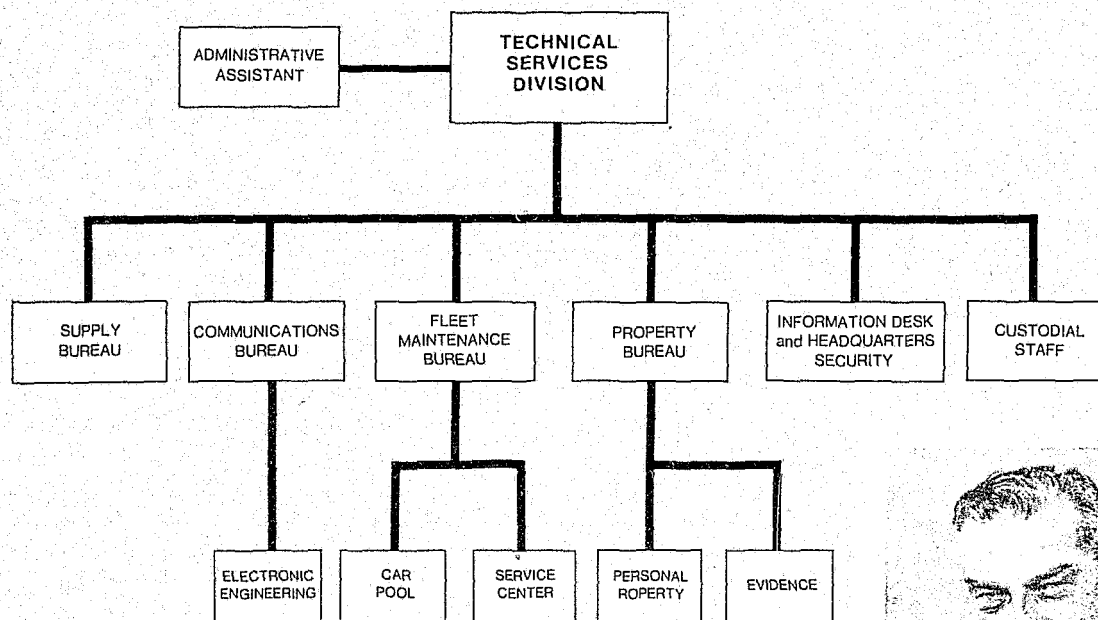 ADMINISTRATIVE
ASSISTANT
TECHNICAL
SERVICES
DIVISION
SUPPLY
BUREAU
COMMUNICATIONS
BUREAU
FLEET
MAINTENANCE
BUREAU
PROPERTY
BUREAU
INFORMATION DESK
and HEADQUARTERS
SECURITY
CUSTODIAL
STAFF
ELECTRONIC
ENGINEERING
CAR
POOL
SERVICE
CENTER
PERSONAL
ROPERTY
EVIDENCE